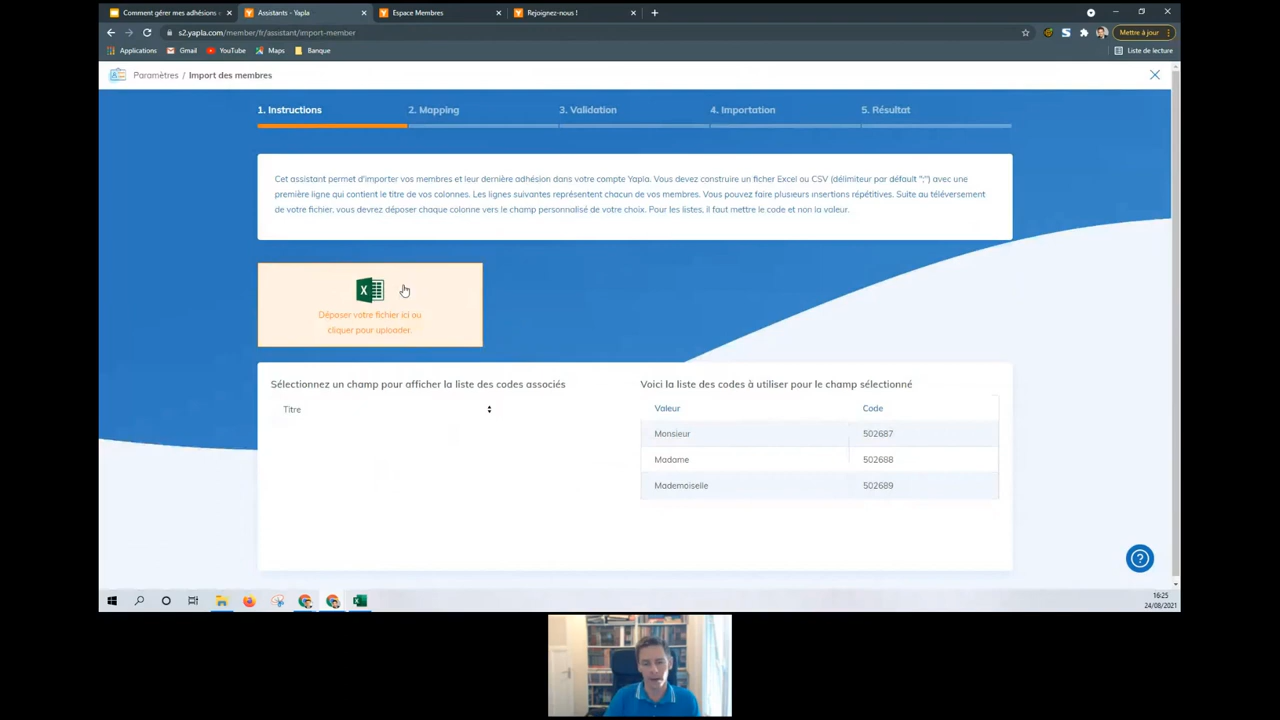 Comment gérer mes adhésions e
Assistants - Yapla
Espace Membres
Rejoignez-nous !
s2.yapla.com/member/fr/assistant/import-member
Mettre à jour
Applications
Gmail
YouTube
Maps
Banque
Liste de lecture
Paramètres / Import des membres
1. Instructions
2. Mapping
3. Validation
4. Importation
5. Résultat
Cet assistant permet d'importer vos membres et leur dernière adhésion dans votre compte Yapla. Vous devez construire un fichier Excel ou CSV (délimiteur par défault ";") avec une
première ligne qui contient le titre de vos colonnes. Les lignes suivantes représentent chacun de vos membres. Vous pouvez faire plusieurs insertions répétitives. Suite au téléversement
de votre fichier, vous devrez déposer chaque colonne vers le champ personnalisé de votre choix. Pour les listes, il faut mettre le code et non la valeur.
Déposer votre fichier ici ou
cliquer pour uploader.
Sélectionnez un champ pour afficher la liste des codes associés
Titre
Voici la liste des codes à utiliser pour le champ sélectionné
Valeur Code
Monsieur 502687
Madame 502688
Mademoiselle 502689
16:25
24/08/2021